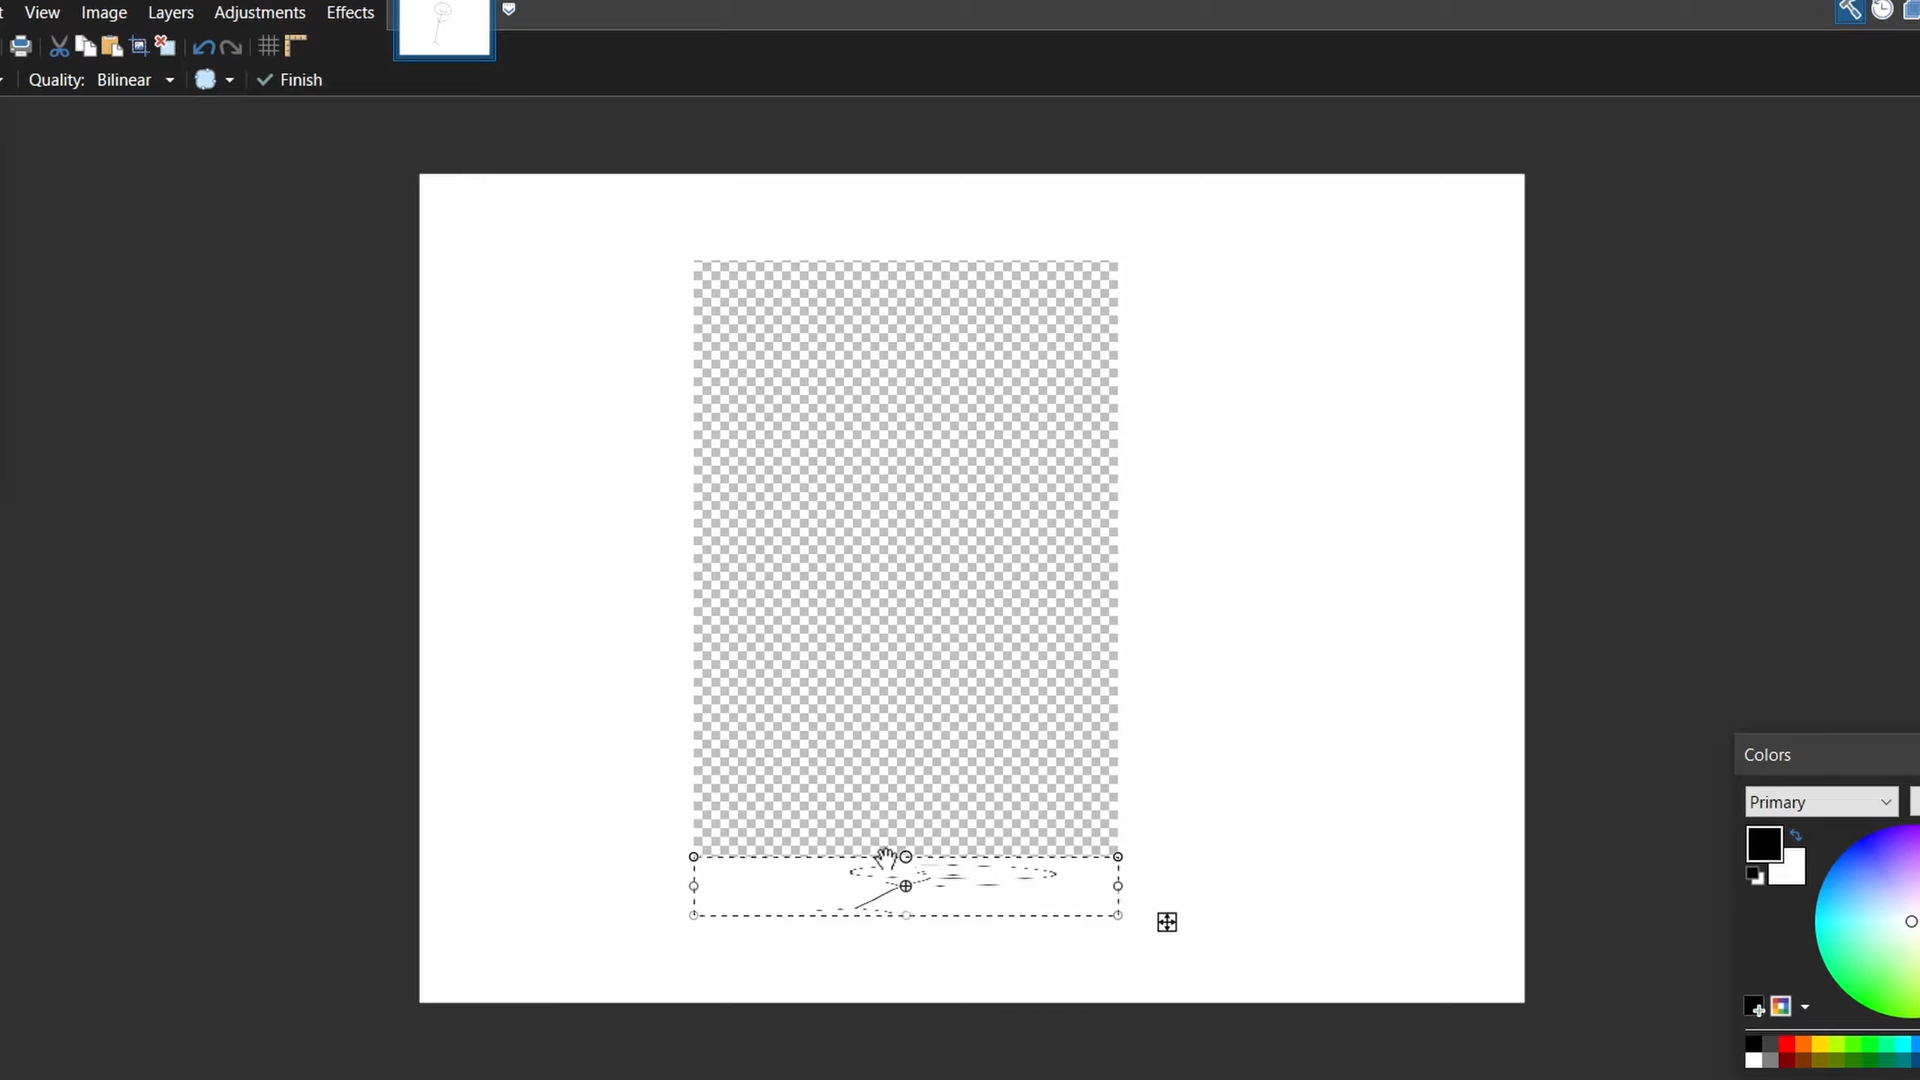 t View Image Layers Adjustments Effects
Quality: Bilinear Finish
Colors
Primary